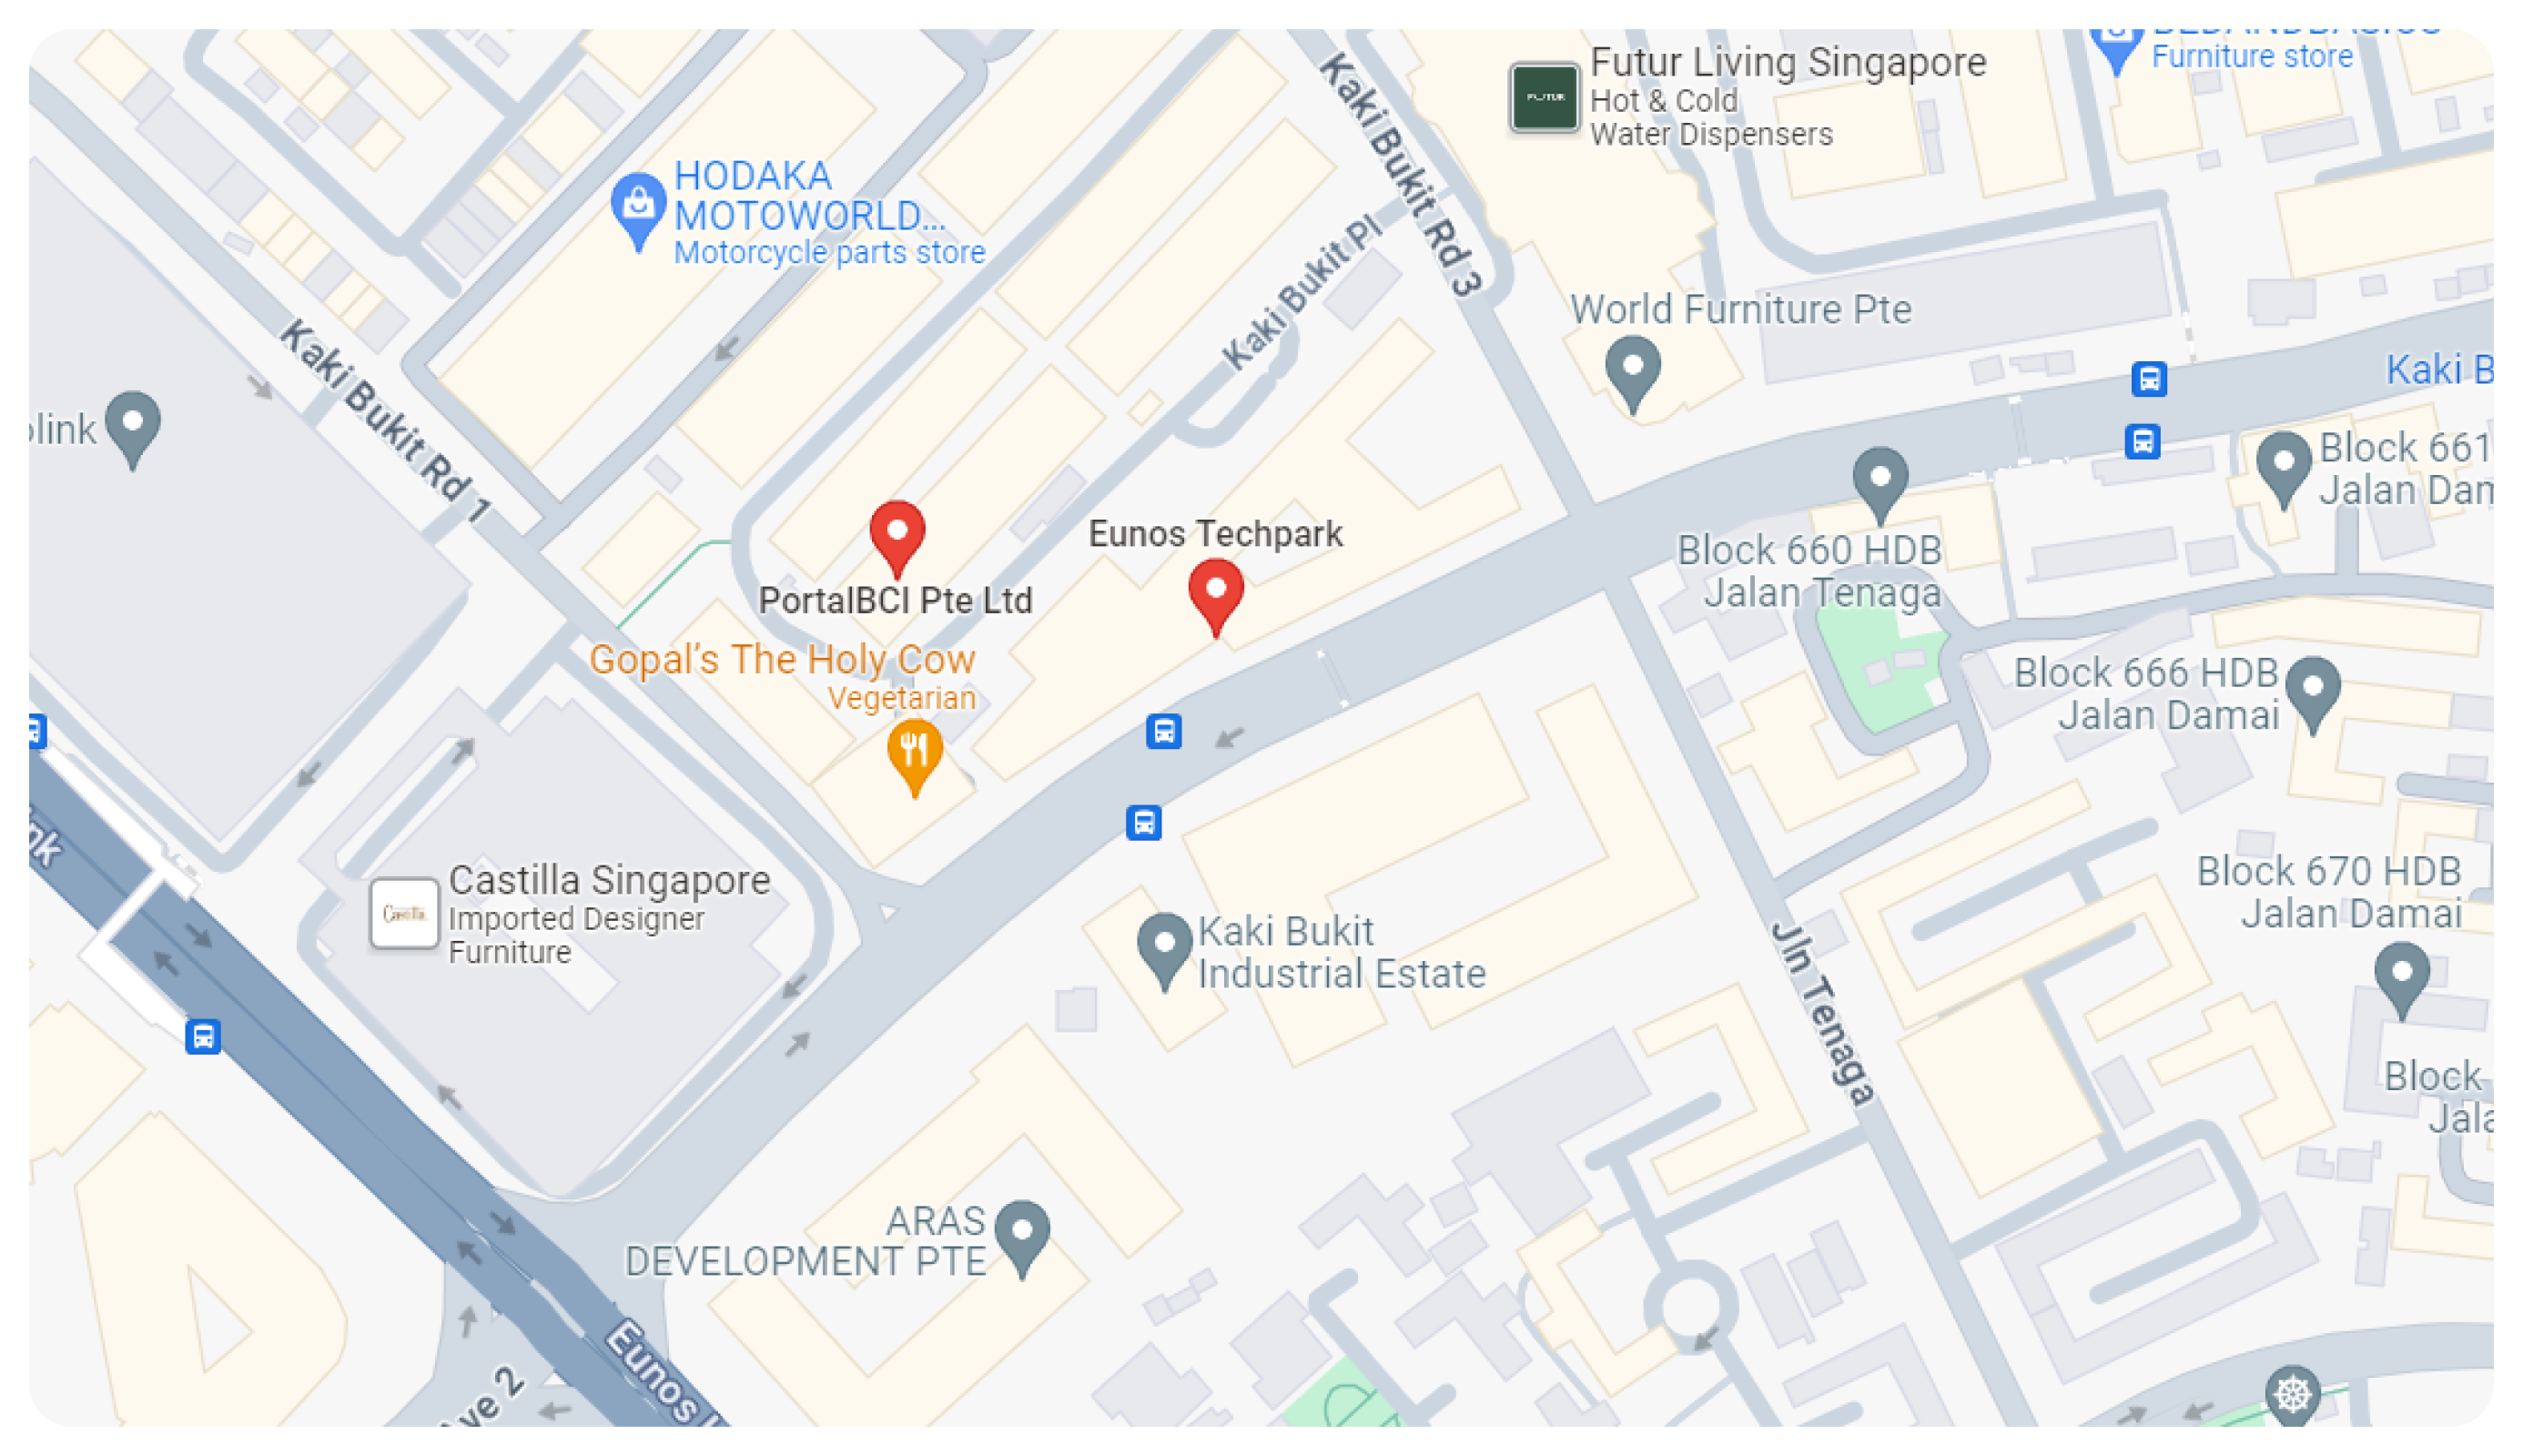 Furniture store
Futur Living Singapore
Hot & Cold
Water Dispensers
FUTUR
Kaki Bukit Rd 3
HODAKA
MOTOWORLD...
Motorcycle parts store
Kaki Bukit Pl
World Furniture Pte
Kaki Bukit Rd 1
Kaki B
link
Block 661
Jalan Dam
Eunos Techpark
Block 660 HDB
Jalan Tenaga
PortalBCI Pte Ltd
Gopal's The Holy Cow
Vegetarian
Block 666 HDB
Jalan Damai
Castilla Singapore
Imported Designer
Furniture
Castilla
Block 670 HDB
Jalan Damai
Kaki Bukit
Industrial Estate
Jln Tenaga
Block
Jala
ARAS
DEVELOPMENT PTE
Eunos
Ave 2